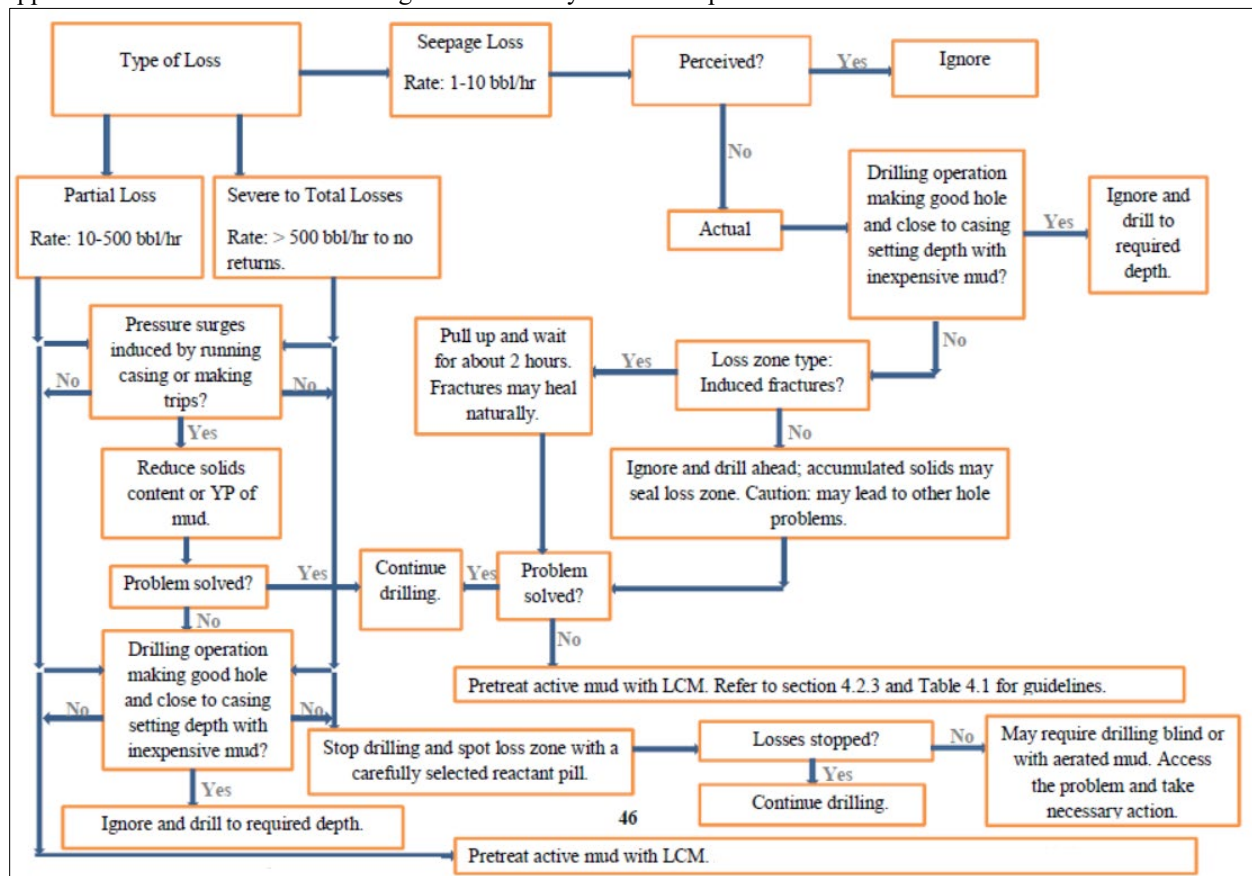 Type of Loss
Seepage Loss
Rate: 1-10 bbl/hr
Perceived?
Yes
Ignore
No
Partial Loss
Rate: 10-500 bbl/hr
Severe to Total Losses
Rate: > 500 bbl/hr to no
returns.
Actual
Drilling operation
making good hole
and close to casing
setting depth with
inexpensive mud?
Yes
Ignore and
drill to
required
depth.
No
Pressure surges
induced by running
casing or making
trips?
No
No
Yes
Pull up and wait
for about 2 hours.
Fractures may heal
naturally.
Yes
Loss zone type:
Induced fractures?
No
Reduce solids
content or YP of
mud.
Ignore and drill ahead; accumulated solids may
seal loss zone. Caution: may lead to other hole
problems.
Problem solved?
Yes
Continue
drilling.
Yes
Problem
solved?
No
No
Drilling operation
making good hole
and close to casing
setting depth with
inexpensive mud?
No
No
Yes
Pretreat active mud with LCM. Refer to section 4.2.3 and Table 4.1 for guidelines.
Stop drilling and spot loss zone with a
carefully selected reactant pill.
Losses stopped?
No
May require drilling blind or
with aerated mud. Access
the problem and take
necessary action.
Yes
Continue drilling.
Ignore and drill to required depth.
46
Pretreat active mud with LCM.